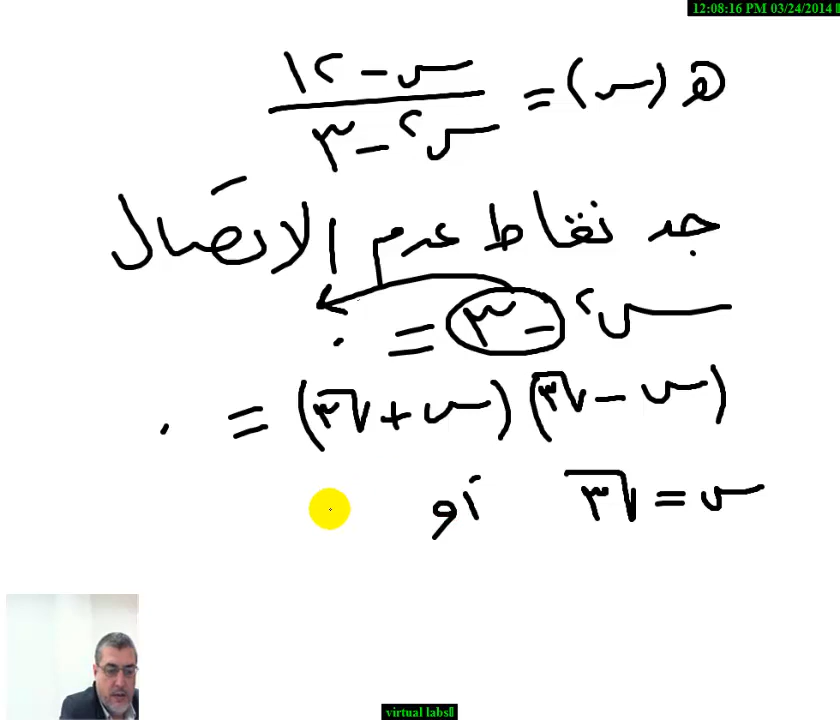 12:08:16 PM 03/24/2014
هـ (س) = (س − ١٢) / (س² − ٣)
جد نقاط عدم الاتصال
س² − ٣ = ٠
(س − √٣) (س + √٣) = ٠
س = √٣ أو
virtual labs